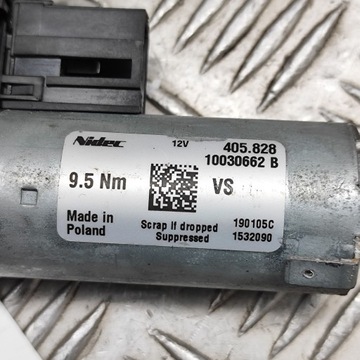 Nidec 12V 405.828
10030662 B
9.5 Nm VS
Made in Poland
Scrap if dropped 190105C
Suppressed 1532090